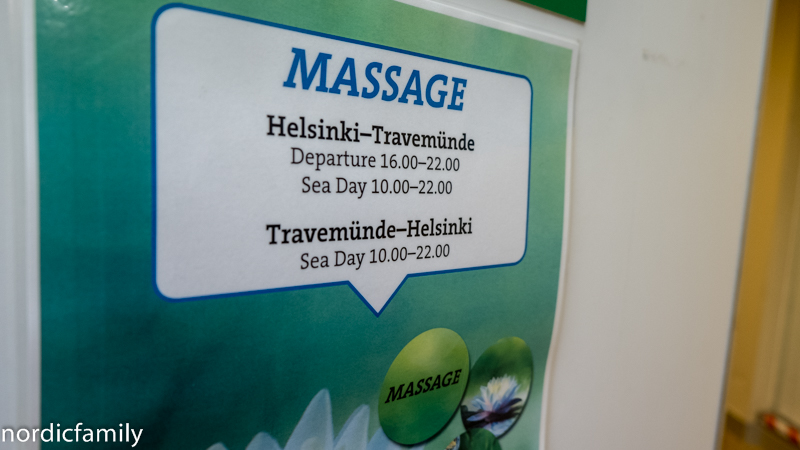 MASSAGE
Helsinki–Travemünde
Departure 16.00–22.00
Sea Day 10.00–22.00
Travemünde–Helsinki
Sea Day 10.00–22.00
MASSAGE
nordicfamily